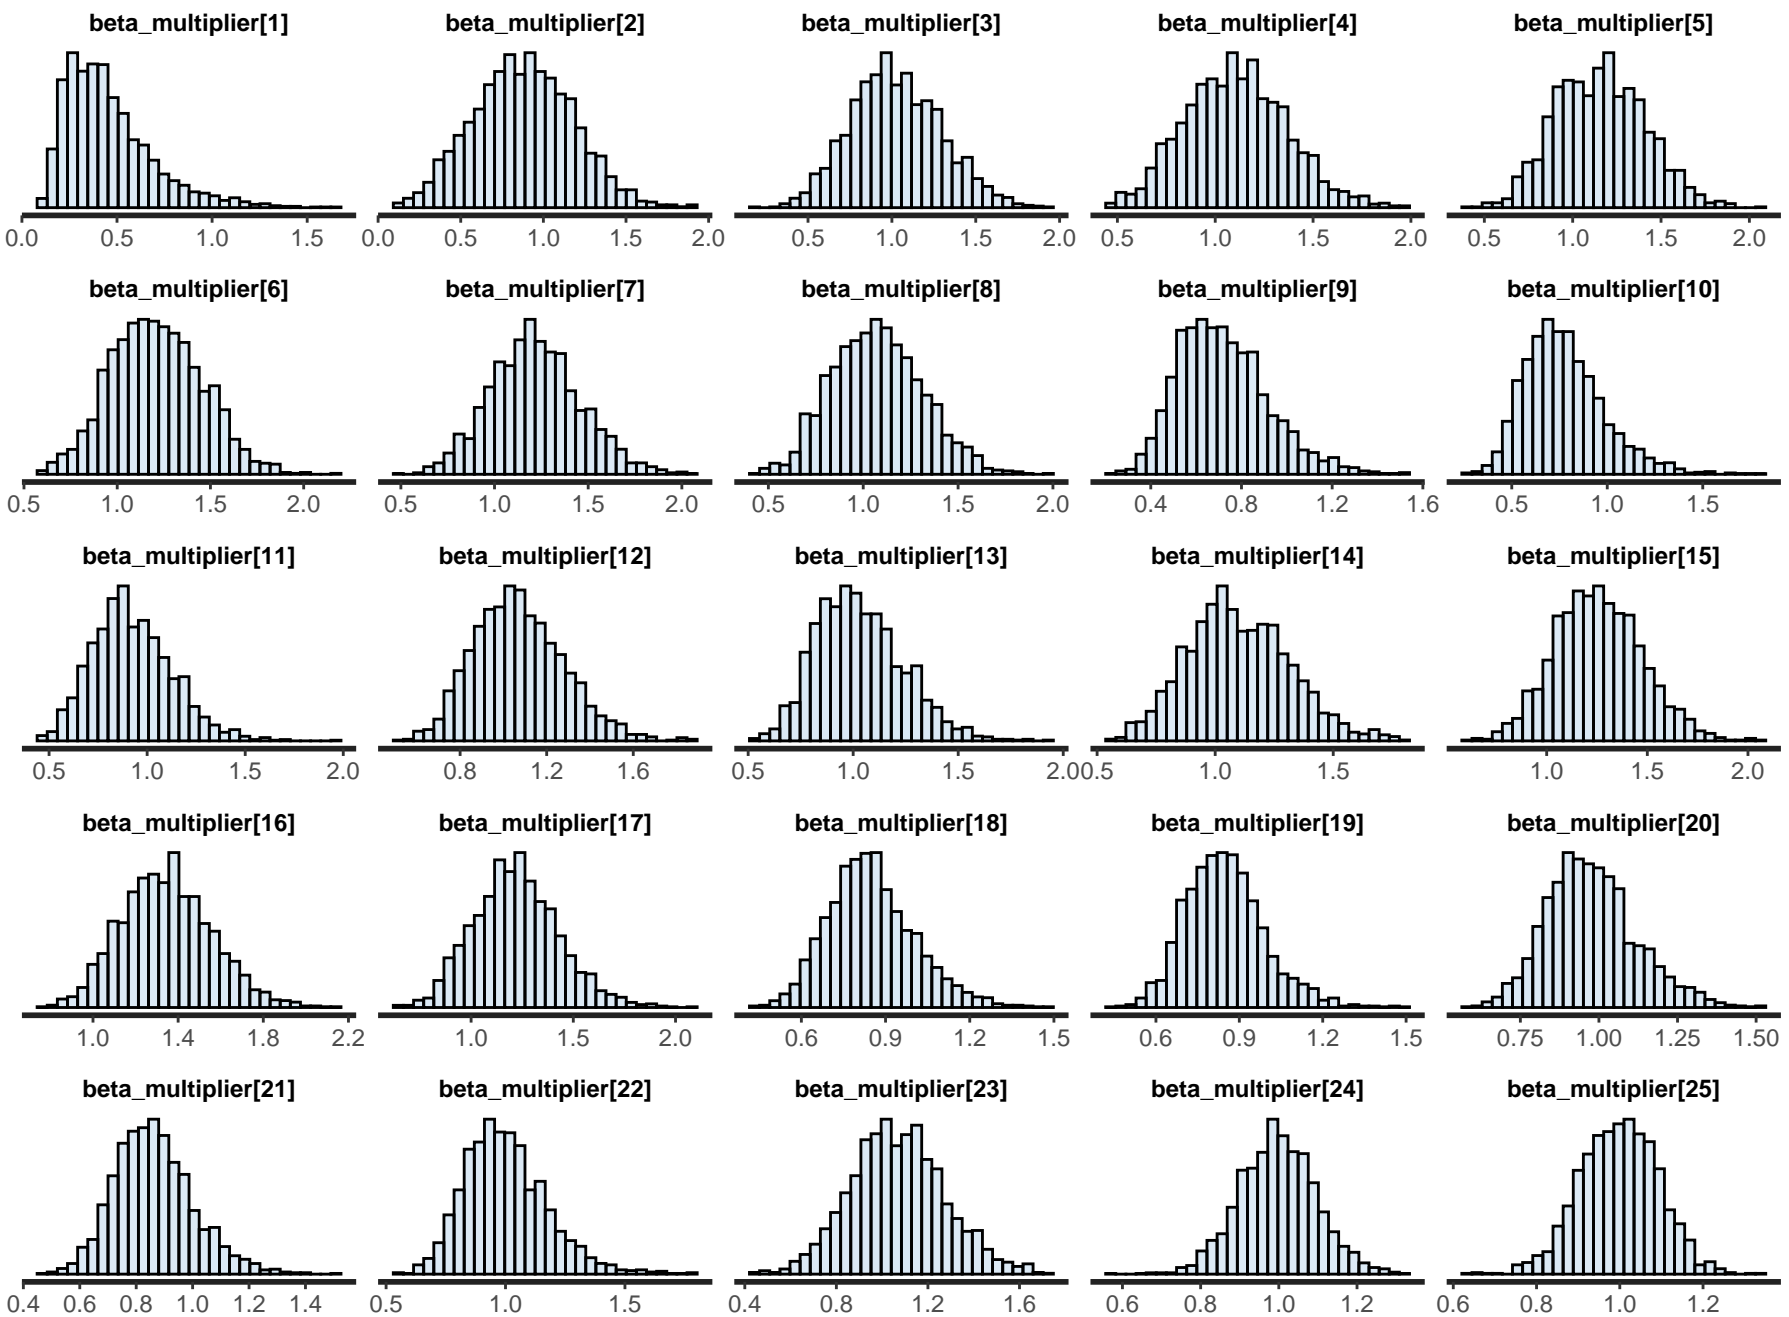 beta_multiplier[1] beta_multiplier[2] beta_multiplier[3] beta_multiplier[4] beta_multiplier[5]
0.0 0.5 1.0 1.5 0.0 0.5 1.0 1.5 2.0 0.5 1.0 1.5 2.0 0.5 1.0 1.5 2.0 0.5 1.0 1.5 2.0
beta_multiplier[6] beta_multiplier[7] beta_multiplier[8] beta_multiplier[9] beta_multiplier[10]
0.5 1.0 1.5 2.0 0.5 1.0 1.5 2.0 0.5 1.0 1.5 2.0 0.4 0.8 1.2 1.6 0.5 1.0 1.5
beta_multiplier[11] beta_multiplier[12] beta_multiplier[13] beta_multiplier[14] beta_multiplier[15]
0.5 1.0 1.5 2.0 0.8 1.2 1.6 0.5 1.0 1.5 2.0 0.5 1.0 1.5 1.0 1.5 2.0
beta_multiplier[16] beta_multiplier[17] beta_multiplier[18] beta_multiplier[19] beta_multiplier[20]
1.0 1.4 1.8 2.2 1.0 1.5 2.0 0.6 0.9 1.2 1.5 0.6 0.9 1.2 1.5 0.75 1.00 1.25 1.50
beta_multiplier[21] beta_multiplier[22] beta_multiplier[23] beta_multiplier[24] beta_multiplier[25]
0.4 0.6 0.8 1.0 1.2 1.4 0.5 1.0 1.5 0.4 0.8 1.2 1.6 0.6 0.8 1.0 1.2 0.6 0.8 1.0 1.2